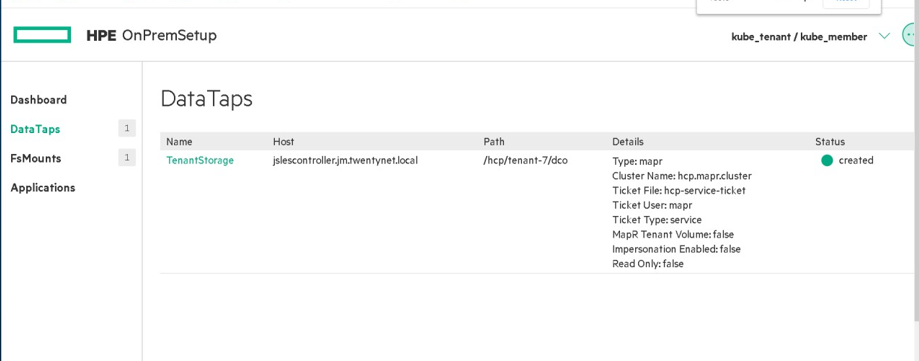 HPE OnPremSetup
kube_tenant / kube_member
Dashboard
DataTaps 1
FsMounts 1
Applications
DataTaps
Name Host Path Details Status
TenantStorage jslescontroller.jm.twentynet.local /hcp/tenant-7/dco Type: mapr created
Cluster Name: hcp.mapr.cluster
Ticket File: hcp-service-ticket
Ticket User: mapr
Ticket Type: service
MapR Tenant Volume: false
Impersonation Enabled: false
Read Only: false